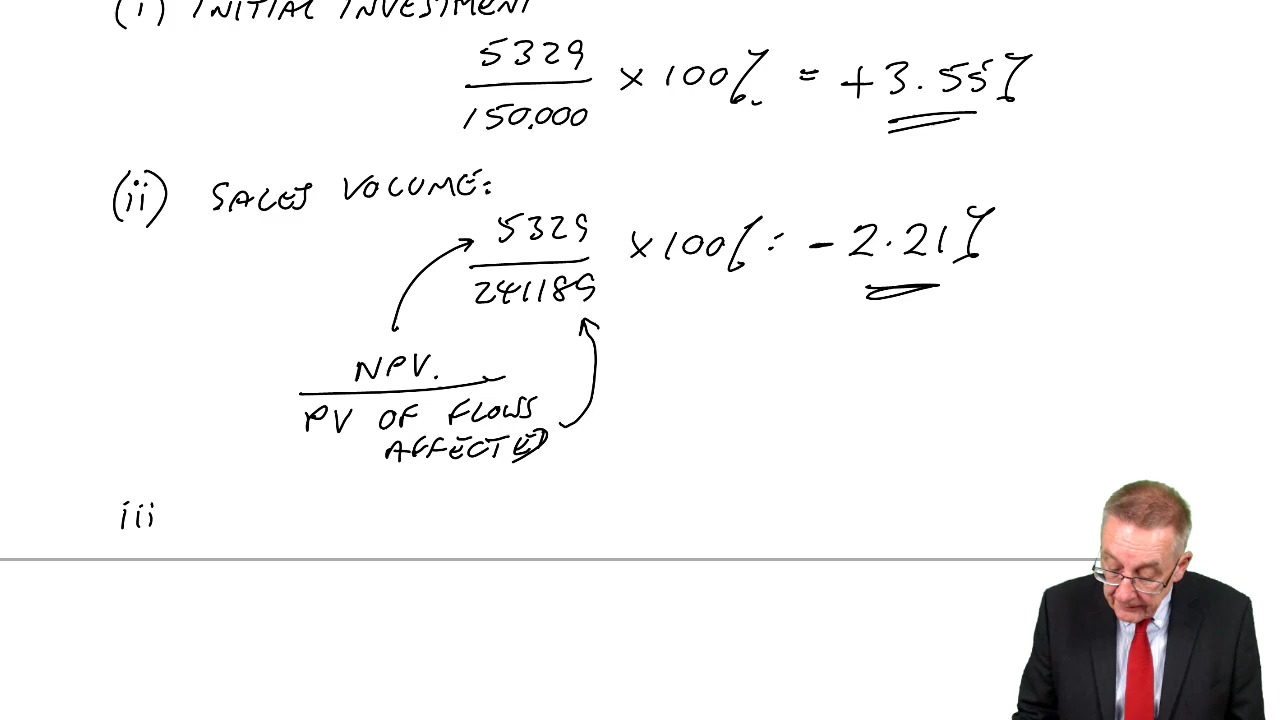 (i) INITIAL INVESTMENT
5329
150,000
× 100% = +3.55%
(ii) SALES VOLUME:
5329
241189
× 100% = - 2.21%
NPV.
PV OF FLOWS
AFFECTED
iii